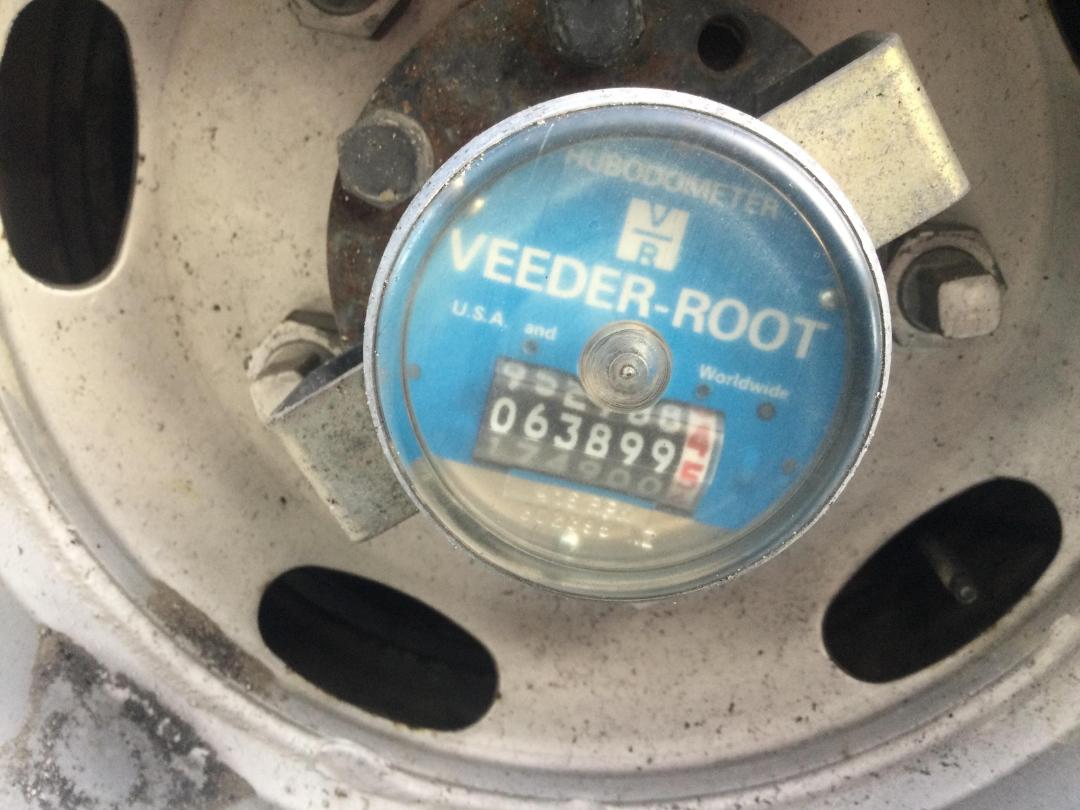 HUBODOMETER
V
R
VEEDER-ROOT
U.S.A. and Worldwide
063899